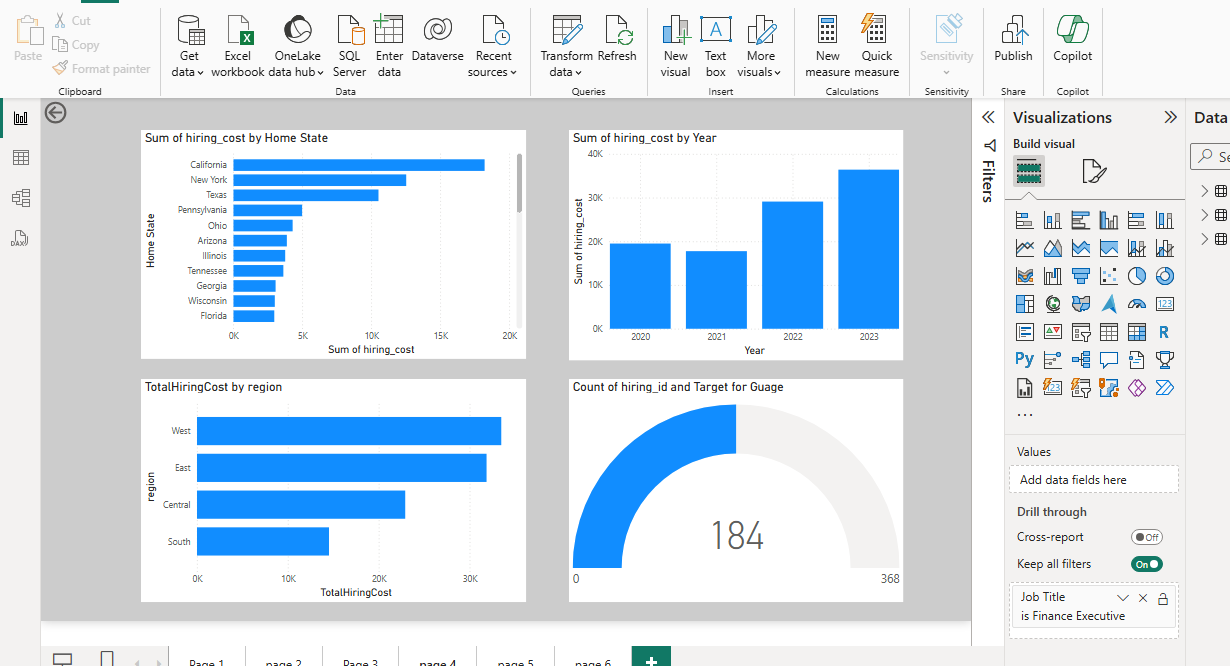 Paste
Cut
Copy
Format painter
Clipboard
Get data
Excel workbook
OneLake data hub
SQL Server
Enter data
Dataverse
Recent sources
Data
Transform data
Refresh
Queries
New visual
Text box
More visuals
Insert
New measure
Quick measure
Calculations
Sensitivity
Sensitivity
Publish
Share
Copilot
Copilot
Sum of hiring_cost by Home State
Home State
California
New York
Texas
Pennsylvania
Ohio
Arizona
Illinois
Tennessee
Georgia
Wisconsin
Florida
0K 5K 10K 15K 20K
Sum of hiring_cost
Sum of hiring_cost by Year
Sum of hiring_cost
40K
30K
20K
10K
0K
2020 2021 2022 2023
Year
TotalHiringCost by region
region
West
East
Central
South
0K 10K 20K 30K
TotalHiringCost
Count of hiring_id and Target for Guage
184
0 368
Filters
Visualizations
Build visual
123
R
Py
123
...
Values
Add data fields here
Drill through
Cross-report Off
Keep all filters On
Job Title
is Finance Executive
Data
Se
DAX
Page 1 page 2 Page 3 page 4 page 5 page 6 +